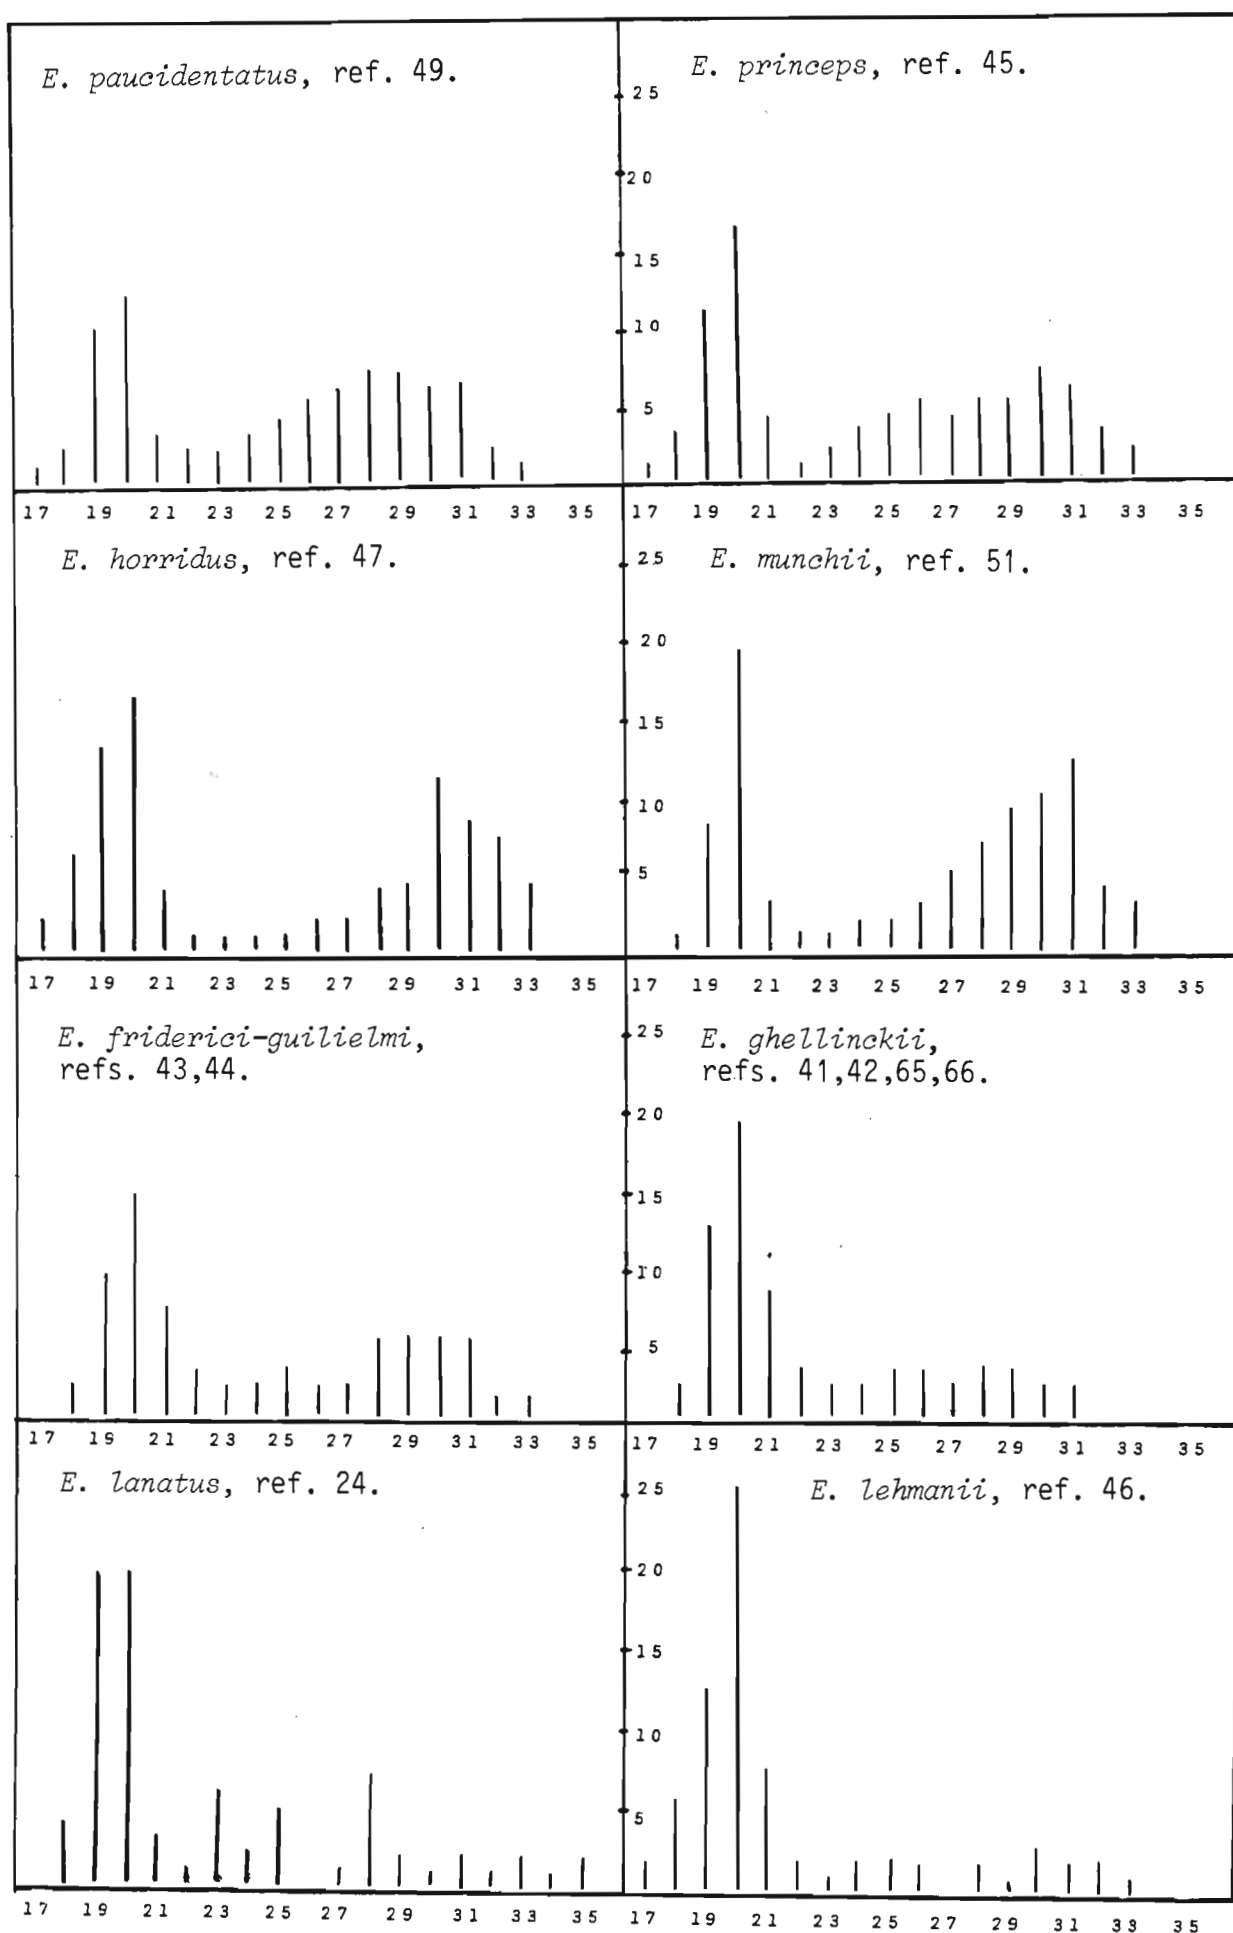 E. paucidentatus, ref. 49.
E. princeps, ref. 45.
25
20
15
10
5
17 19 21 23 25 27 29 31 33 35
17 19 21 23 25 27 29 31 33 35
E. horridus, ref. 47.
E. munchii, ref. 51.
25
20
15
10
5
17 19 21 23 25 27 29 31 33 35
17 19 21 23 25 27 29 31 33 35
E. friderici-guilielmi,
refs. 43,44.
E. ghellinckii,
refs. 41,42,65,66.
25
20
15
10
5
17 19 21 23 25 27 29 31 33 35
17 19 21 23 25 27 29 31 33 35
E. lanatus, ref. 24.
E. lehmanii, ref. 46.
25
20
15
10
5
17 19 21 23 25 27 29 31 33 35
17 19 21 23 25 27 29 31 33 35